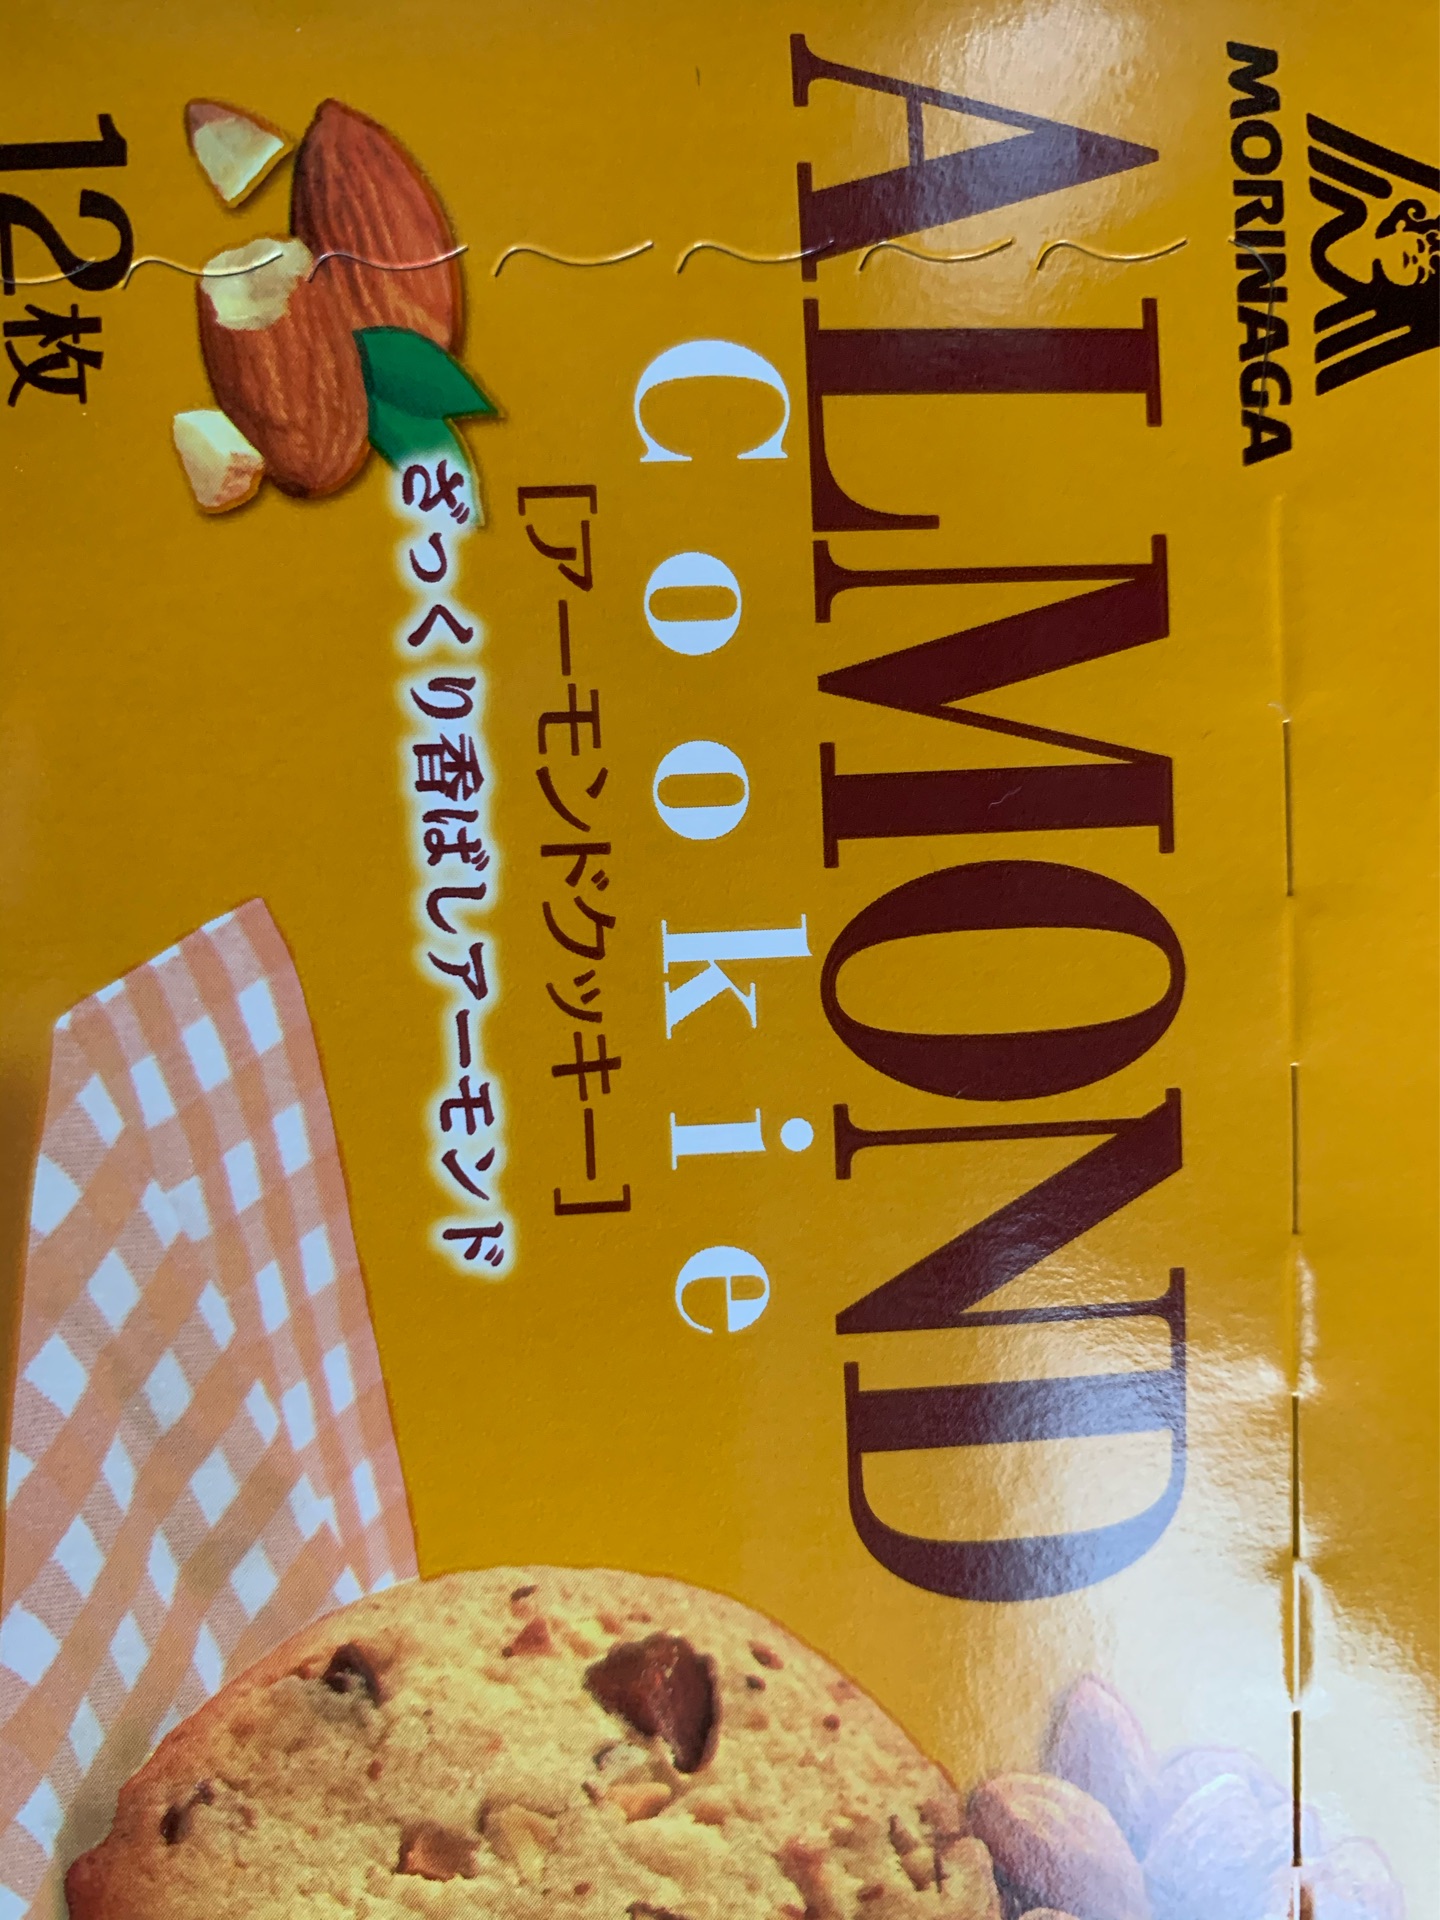 MORINAGA
ALMOND
Cookie
[アーモンドクッキー]
ざっくり香ばしアーモンド
12枚